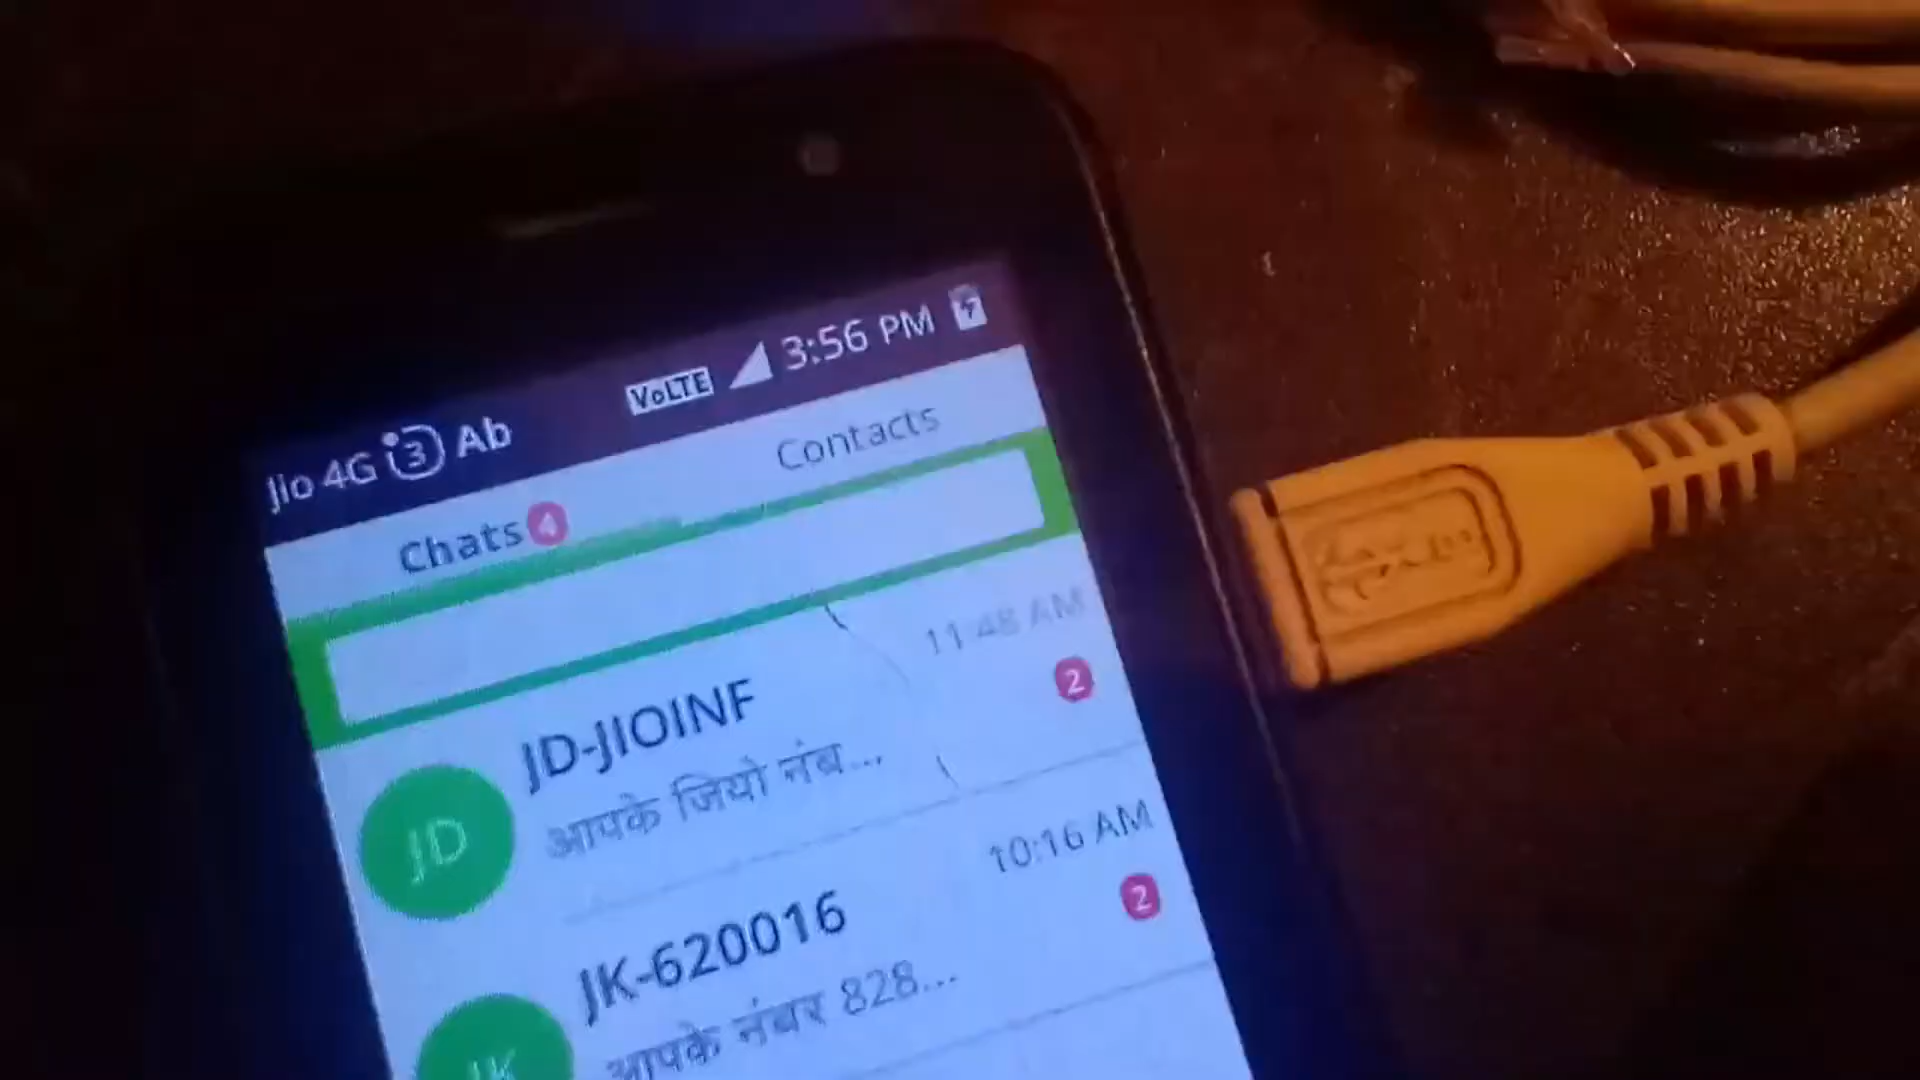 Jio 4G 3 Ab VoLTE 3:56 PM
Chats 4 Contacts
JD-JIOINF 11:48 AM
JD आपके जियो नंब... 2
JK-620016 10:16 AM
JK आपके नंबर 828... 2